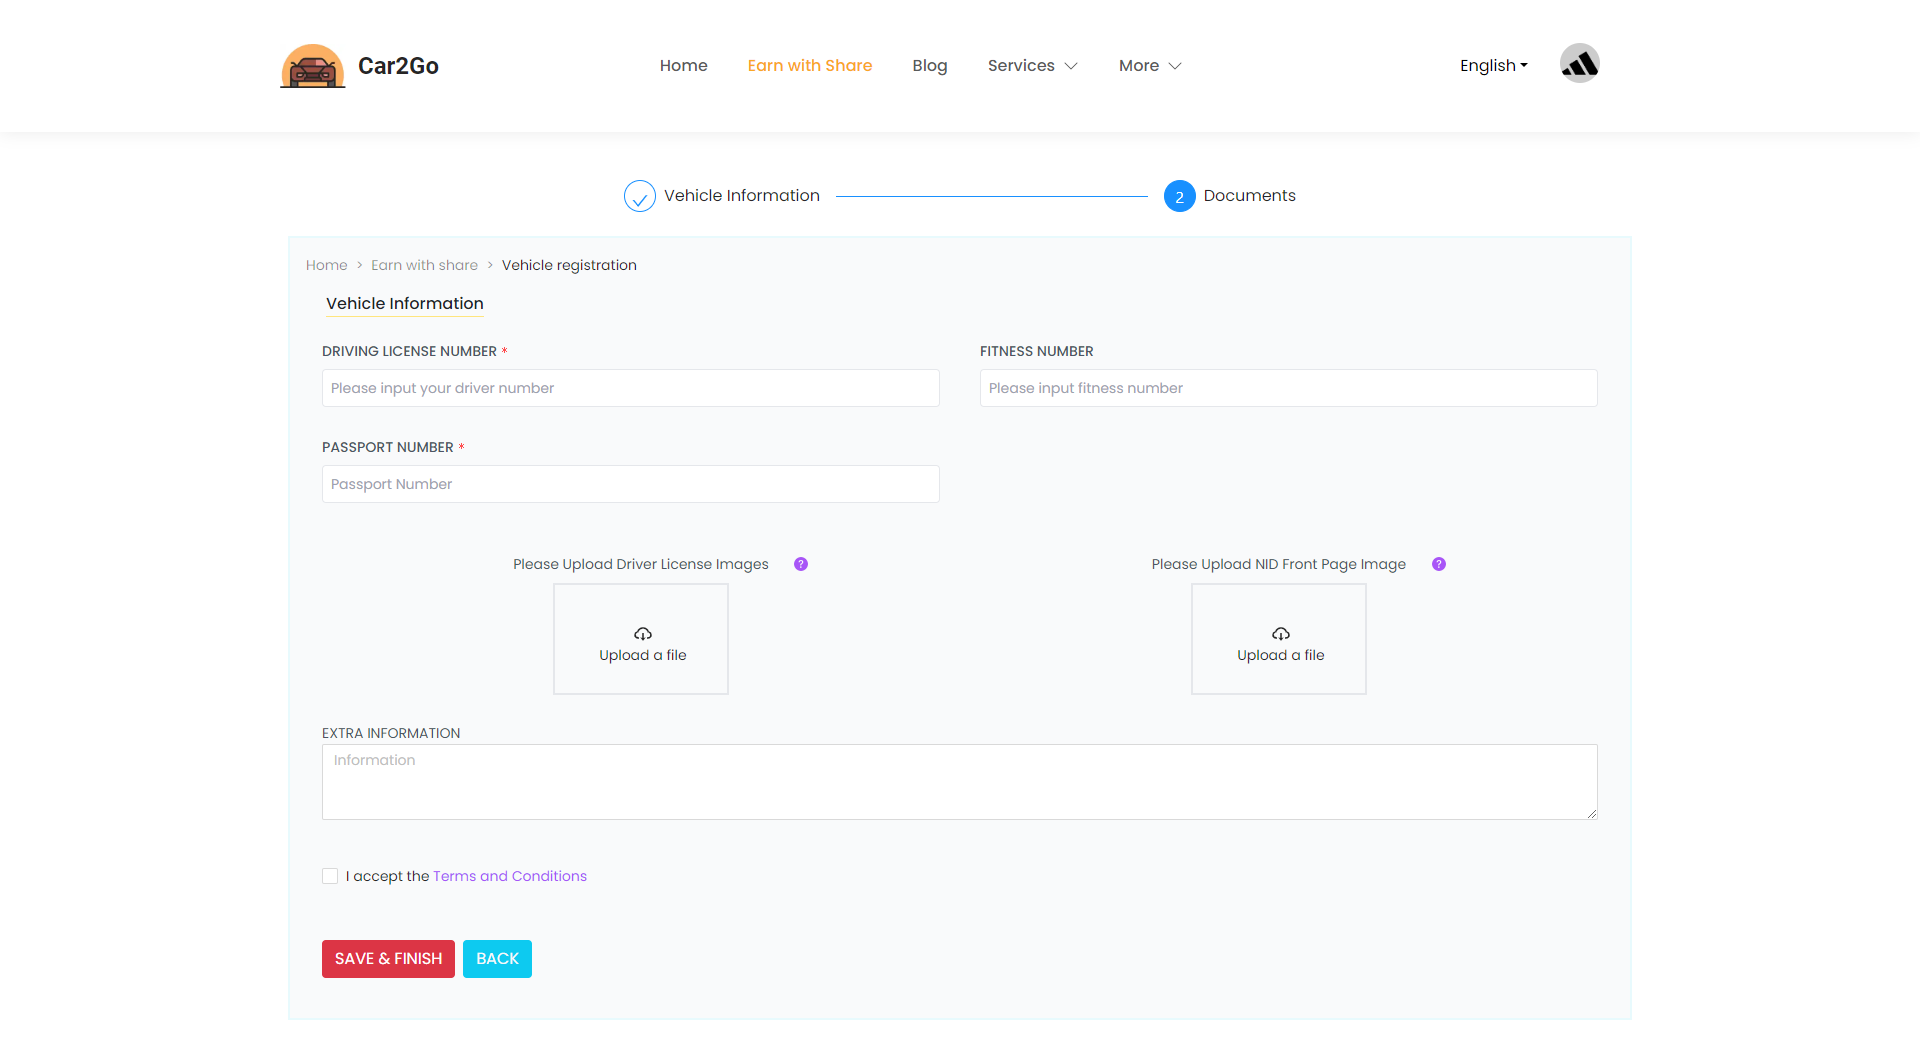 Car2Go
Home
Earn with Share
Blog
Services
More
English
Vehicle Information
2
Documents
Home > Earn with share > Vehicle registration
Vehicle Information
DRIVING LICENSE NUMBER *
FITNESS NUMBER
Please input your driver number
Please input fitness number
PASSPORT NUMBER *
Passport Number
Please Upload Driver License Images ?
Please Upload NID Front Page Image ?
Upload a file
Upload a file
EXTRA INFORMATION
Information
I accept the Terms and Conditions
SAVE & FINISH
BACK